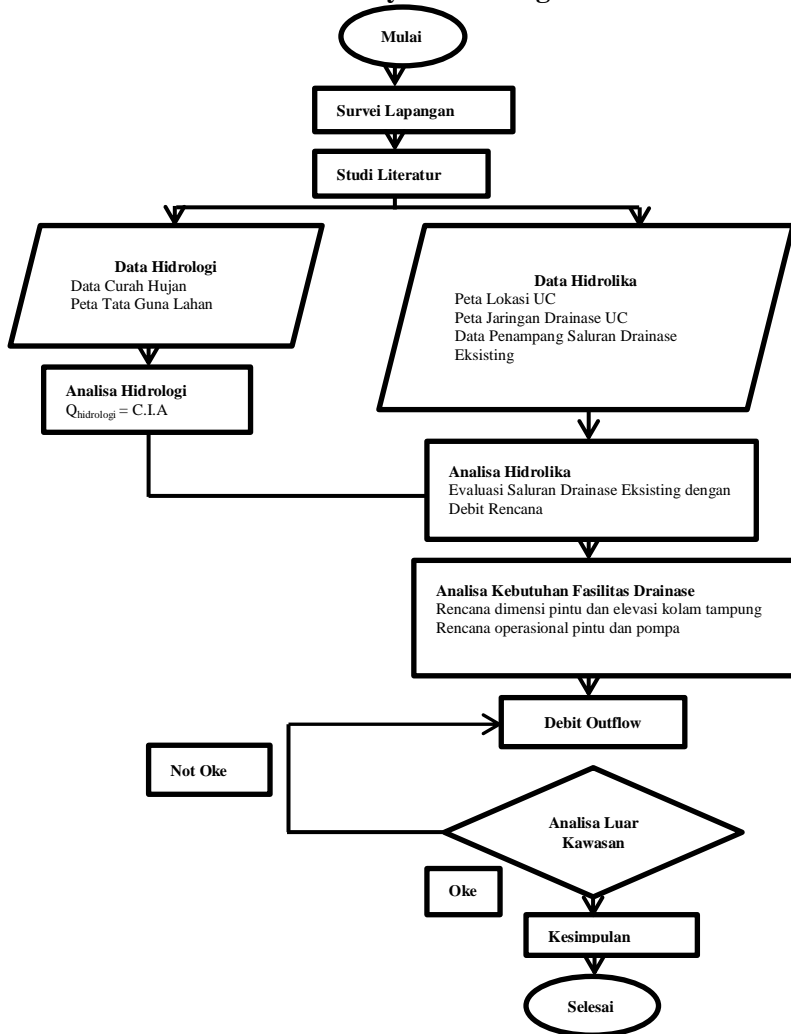 Mulai
Survei Lapangan
Studi Literatur
Data Hidrologi
Data Curah Hujan
Peta Tata Guna Lahan
Data Hidrolika
Peta Lokasi UC
Peta Jaringan Drainase UC
Data Penampang Saluran Drainase
Eksisting
Analisa Hidrologi
Qhidrologi = C.I.A
Analisa Hidrolika
Evaluasi Saluran Drainase Eksisting dengan
Debit Rencana
Analisa Kebutuhan Fasilitas Drainase
Rencana dimensi pintu dan elevasi kolam tampung
Rencana operasional pintu dan pompa
Debit Outflow
Not Oke
Analisa Luar
Kawasan
Oke
Kesimpulan
Selesai